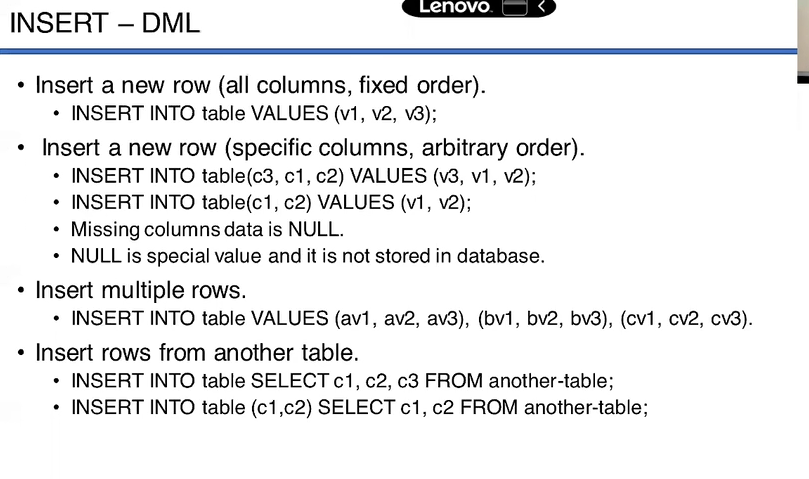 Lenovo.
INSERT – DML
• Insert a new row (all columns, fixed order).
• INSERT INTO table VALUES (v1, v2, v3);
• Insert a new row (specific columns, arbitrary order).
• INSERT INTO table(c3, c1, c2) VALUES (v3, v1, v2);
• INSERT INTO table(c1, c2) VALUES (v1, v2);
• Missing columns data is NULL.
• NULL is special value and it is not stored in database.
• Insert multiple rows.
• INSERT INTO table VALUES (av1, av2, av3), (bv1, bv2, bv3), (cv1, cv2, cv3).
• Insert rows from another table.
• INSERT INTO table SELECT c1, c2, c3 FROM another-table;
• INSERT INTO table (c1,c2) SELECT c1, c2 FROM another-table;